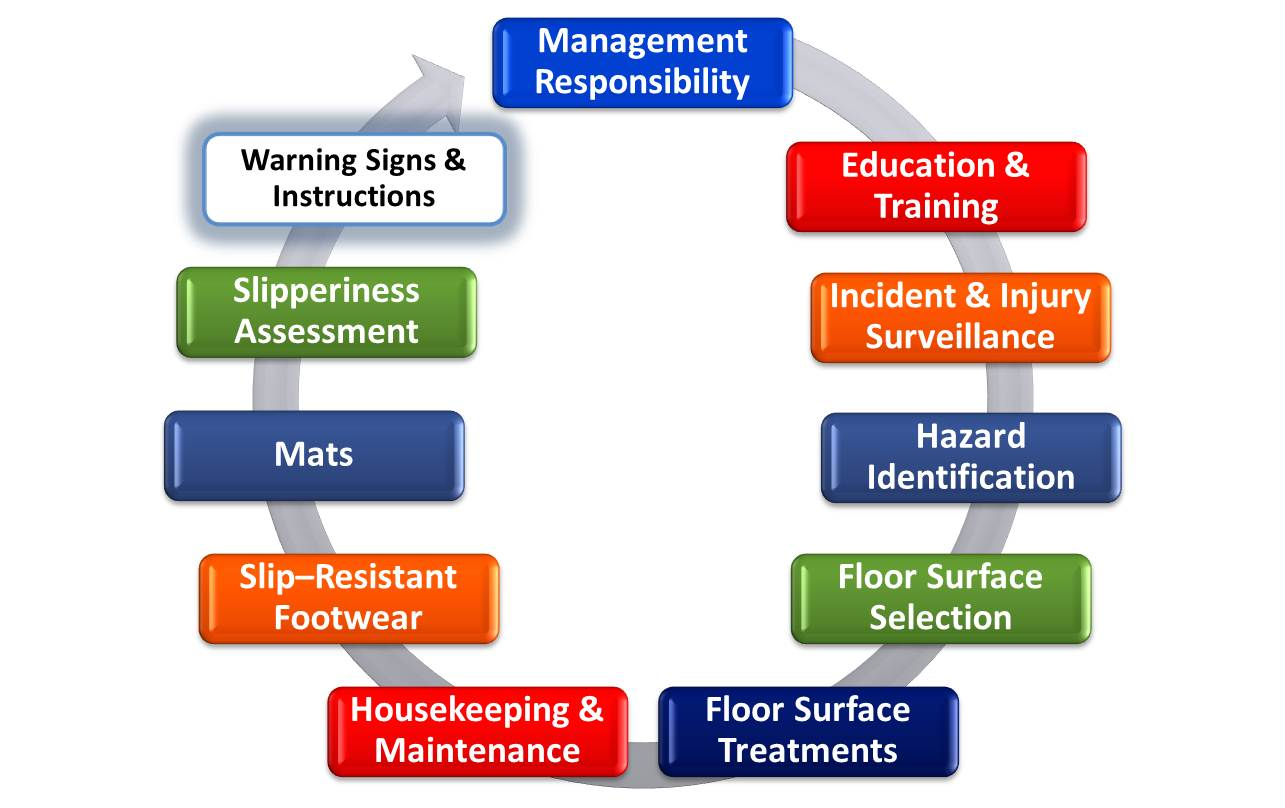 Management
Responsibility
Education &
Training
Incident & Injury
Surveillance
Hazard
Identification
Floor Surface
Selection
Floor Surface
Treatments
Housekeeping &
Maintenance
Slip–Resistant
Footwear
Mats
Slipperiness
Assessment
Warning Signs &
Instructions